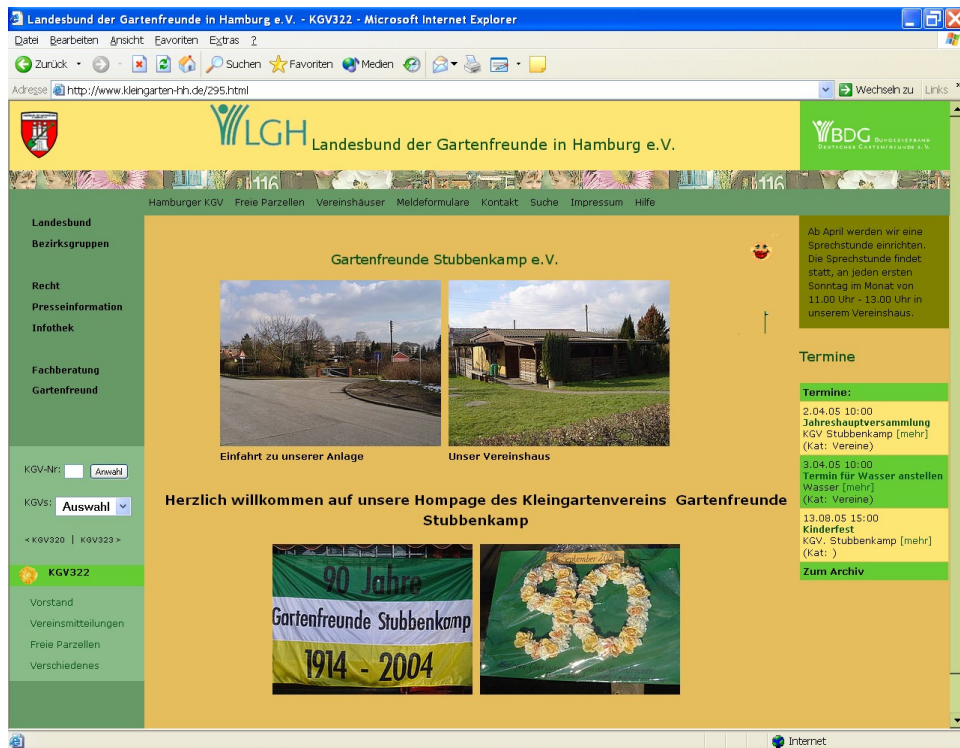 Landesbund der Gartenfreunde in Hamburg e.V. - KGV322 - Microsoft Internet Explorer
Datei Bearbeiten Ansicht Favoriten Extras ?
Zurück Suchen Favoriten Medien
Adresse http://www.kleingarten-hh.de/295.html Wechseln zu Links »
LGH Landesbund der Gartenfreunde in Hamburg e.V.
BDG BUNDESVERBAND
DEUTSCHER GARTENFREUNDE e.V.
116 116
Hamburger KGV Freie Parzellen Vereinshäuser Meldeformulare Kontakt Suche Impressum Hilfe
Landesbund
Bezirksgruppen
Recht
Presseinformation
Infothek
Fachberatung
Gartenfreund
KGV-Nr: Anwahl
KGVs: Auswahl
< KGV320 | KGV323 >
KGV322
Vorstand
Vereinsmitteilungen
Freie Parzellen
Verschiedenes
Gartenfreunde Stubbenkamp e.V.
Einfahrt zu unserer Anlage Unser Vereinshaus
Herzlich willkommen auf unsere Hompage des Kleingartenvereins Gartenfreunde
Stubbenkamp
90 Jahre
Gartenfreunde Stubbenkamp
1914 - 2004
September
90
Ab April werden wir eine
Sprechstunde einrichten.
Die Sprechstunde findet
statt, an jeden ersten
Sonntag im Monat von
11.00 Uhr - 13.00 Uhr in
unserem Vereinshaus.
Termine
Termine:
2.04.05 10:00
Jahreshauptversammlung
KGV Stubbenkamp [mehr]
(Kat: Vereine)
3.04.05 10:00
Termin für Wasser anstellen
Wasser [mehr]
(Kat: Vereine)
13.08.05 15:00
Kinderfest
KGV. Stubbenkamp [mehr]
(Kat: )
Zum Archiv
Internet